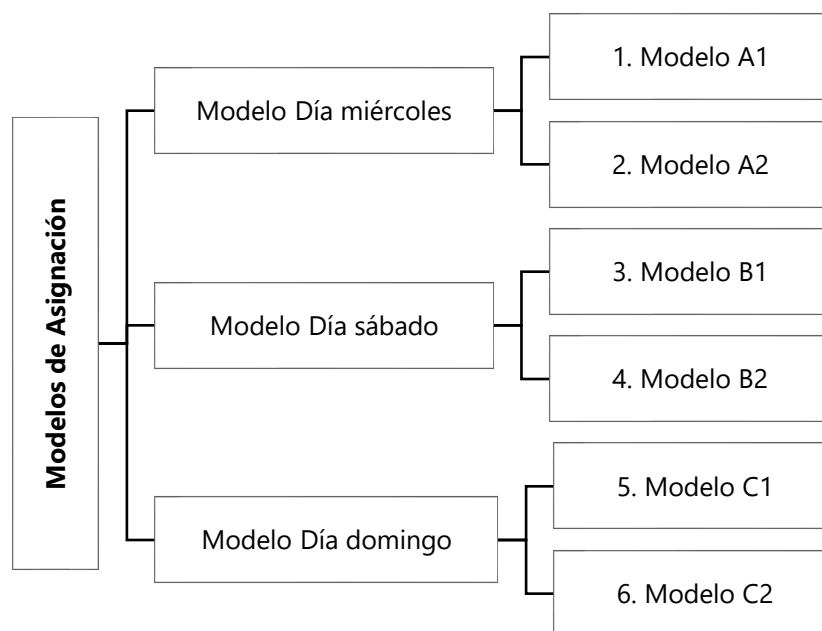 Modelos de Asignación
Modelo Día miércoles
1. Modelo A1
2. Modelo A2
Modelo Día sábado
3. Modelo B1
4. Modelo B2
Modelo Día domingo
5. Modelo C1
6. Modelo C2